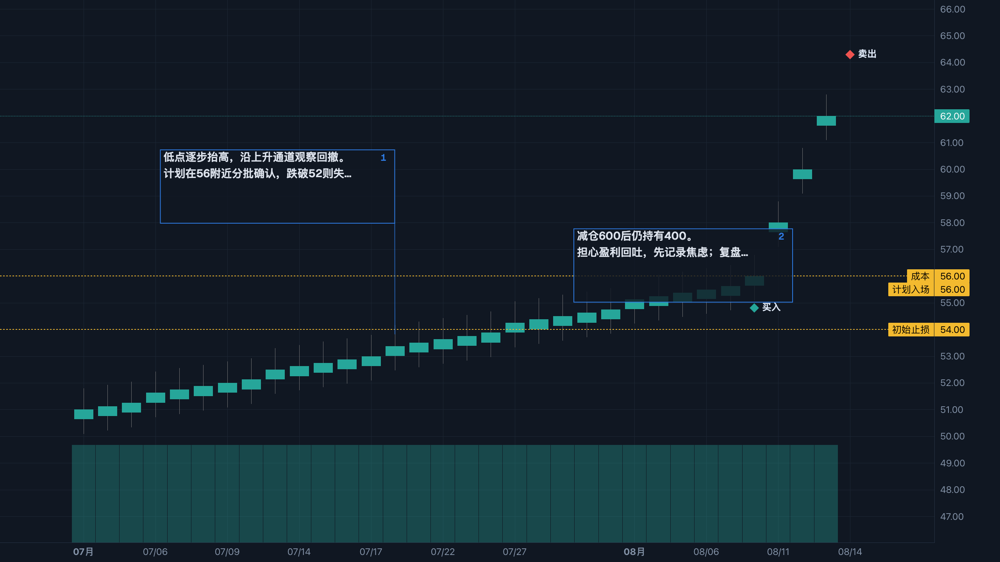 66.00
65.00
卖出
64.00
63.00
62.00
61.00
低点逐步抬高，沿上升通道观察回撤。 1
计划在56附近分批确认，跌破52则失...
60.00
59.00
58.00
减仓600后仍持有400。 2
担心盈利回吐，先记录焦虑；复盘...
57.00
成本 56.00
计划入场 56.00
55.00
买入
初始止损 54.00
53.00
52.00
51.00
50.00
49.00
48.00
47.00
07月 07/06 07/09 07/14 07/17 07/22 07/27 08月 08/06 08/11 08/14